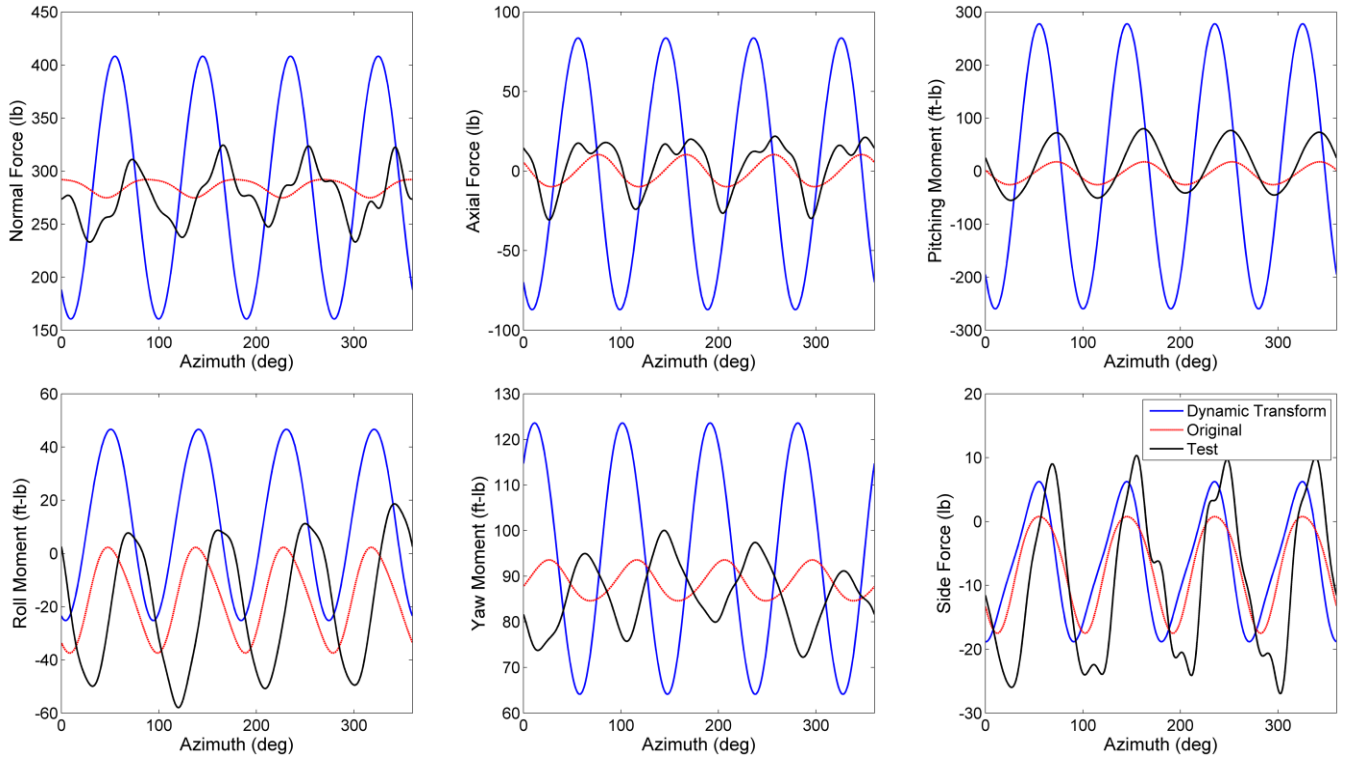 450
400
350
300
250
200
150
Normal Force (lb)
0 100 200 300
Azimuth (deg)
100
50
0
-50
-100
Axial Force (lb)
0 100 200 300
Azimuth (deg)
300
200
100
0
-100
-200
-300
Pitching Moment (ft-lb)
0 100 200 300
Azimuth (deg)
60
40
20
0
-20
-40
-60
Roll Moment (ft-lb)
0 100 200 300
Azimuth (deg)
130
120
110
100
90
80
70
60
Yaw Moment (ft-lb)
0 100 200 300
Azimuth (deg)
20
10
0
-10
-20
-30
Side Force (lb)
Dynamic Transform
Original
Test
0 100 200 300
Azimuth (deg)